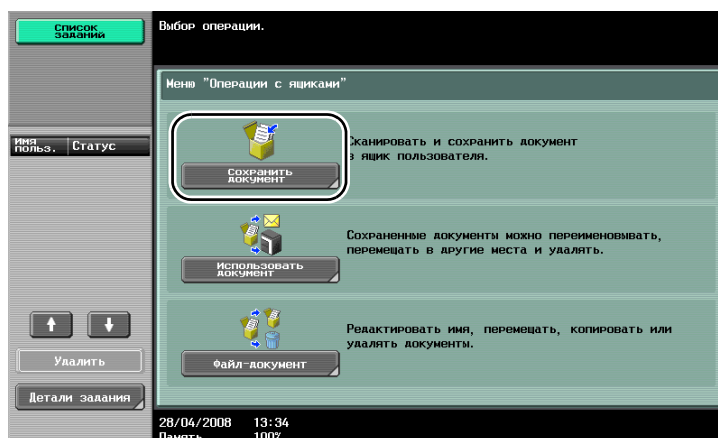 Список
заданий
Выбор операции.
Меню "Операции с ящиками"
Имя
польз.
Статус
Сканировать и сохранить документ
в ящик пользователя.
Сохранить
документ
Сохраненные документы можно переименовывать,
перемещать в другие места и удалять.
Использовать
документ
Редактировать имя, перемещать, копировать или
удалять документы.
Файл-документ
Удалить
Детали задания
28/04/2008 13:34
Память 100%